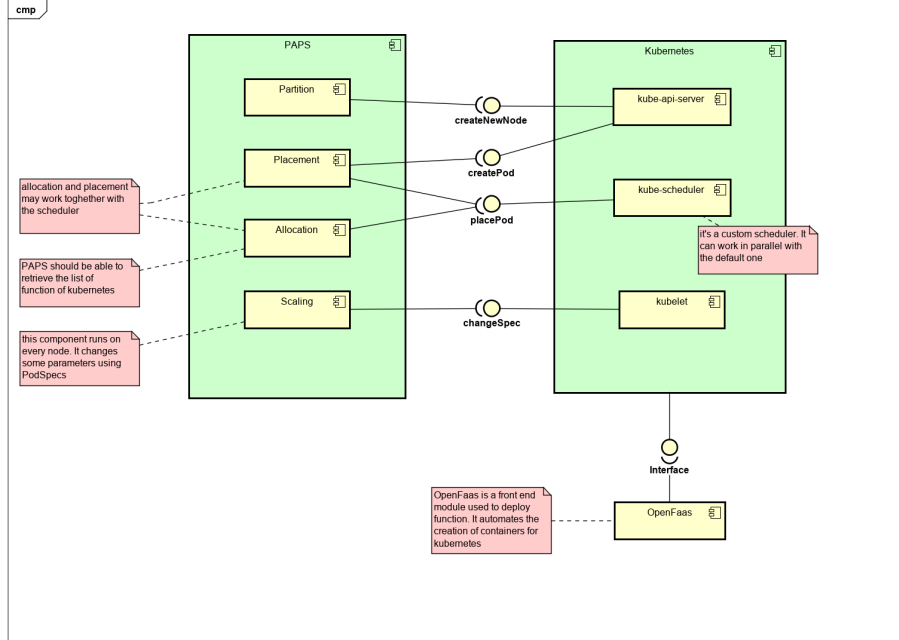 cmp
PAPS
Kubernetes
Partition
kube-api-server
createNewNode
Placement
createPod
allocation and placement
may work toghether with
the scheduler
kube-scheduler
placePod
Allocation
it's a custom scheduler. It
can work in parallel with
the default one
PAPS should be able to
retrieve the list of
function of kubernetes
Scaling
kubelet
changeSpec
this component runs on
every node. It changes
some parameters using
PodSpecs
Interface
OpenFaas is a front end
module used to deploy
function. It automates the
creation of containers for
kubernetes
OpenFaas